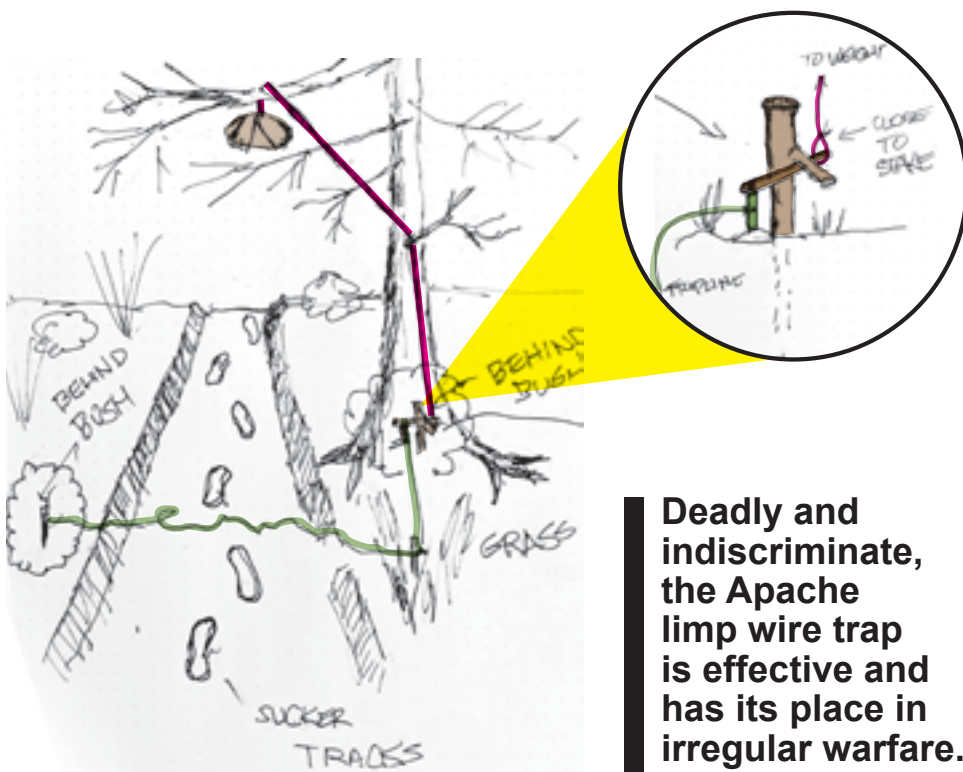 TO WEIGHT
CLOSE
TO
STAKE
TRIPLINE
BEHIND
BUSH
BEHIND
GRASS
SUCKER
TRACKS
Deadly and
indiscriminate,
the Apache
limp wire trap
is effective and
has its place in
irregular warfare.